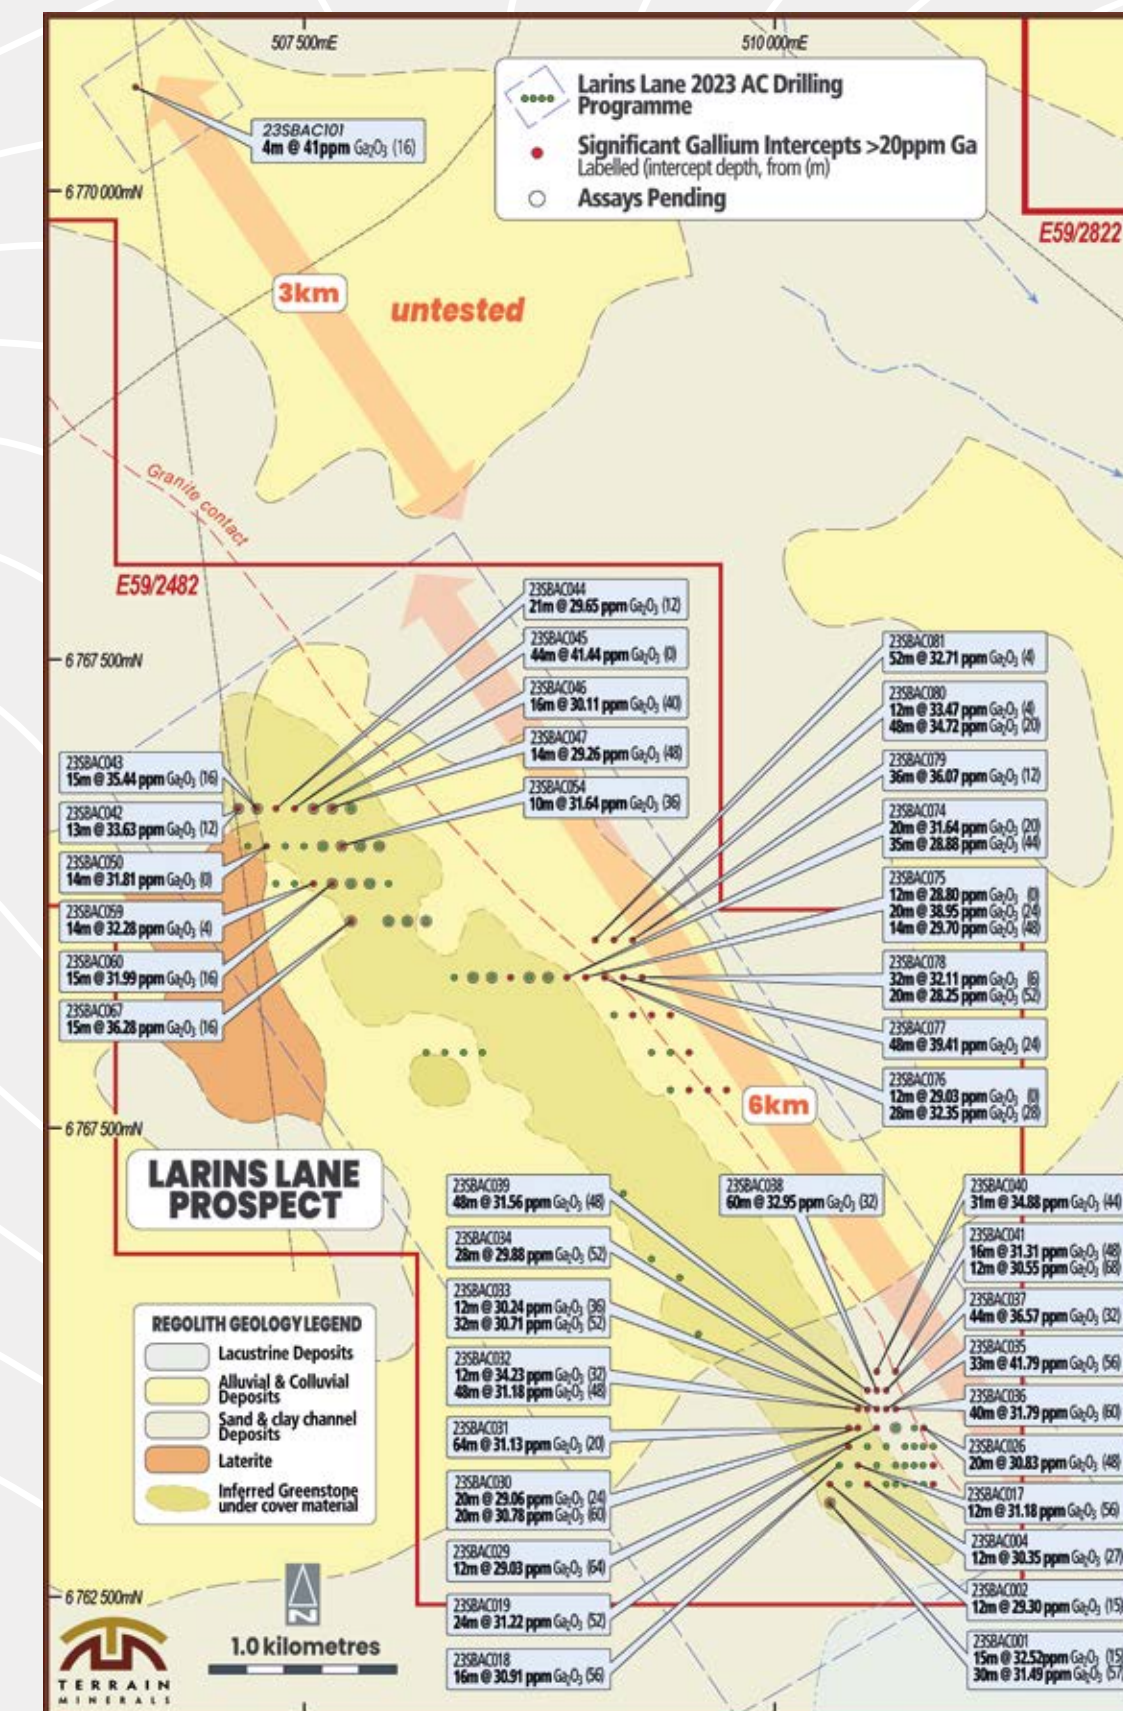 507 500mE
510 000mE
Larins Lane 2023 AC Drilling
Programme
Significant Gallium Intercepts >20ppm Ga
Labelled (intercept depth, from (m)
Assays Pending
23SBAC101
4m @ 41ppm Ga₂O₃ (16)
6 770 000mN
E59/2822
3km
untested
Granite contact
E59/2482
23SBAC044
21m @ 29.65 ppm Ga₂O₃ (12)
23SBAC045
44m @ 41.44 ppm Ga₂O₃ (0)
23SBAC046
16m @ 30.11 ppm Ga₂O₃ (40)
23SBAC047
14m @ 29.26 ppm Ga₂O₃ (48)
23SBAC054
10m @ 31.64 ppm Ga₂O₃ (36)
6 767 500mN
23SBAC081
52m @ 32.71 ppm Ga₂O₃ (4)
23SBAC080
12m @ 33.47 ppm Ga₂O₃ (4)
48m @ 34.72 ppm Ga₂O₃ (20)
23SBAC079
36m @ 36.07 ppm Ga₂O₃ (12)
23SBAC074
20m @ 31.64 ppm Ga₂O₃ (20)
35m @ 28.88 ppm Ga₂O₃ (44)
23SBAC075
12m @ 28.80 ppm Ga₂O₃ (0)
20m @ 38.95 ppm Ga₂O₃ (24)
14m @ 29.70 ppm Ga₂O₃ (48)
23SBAC078
32m @ 32.11 ppm Ga₂O₃ (6)
20m @ 28.25 ppm Ga₂O₃ (52)
23SBAC077
48m @ 39.41 ppm Ga₂O₃ (24)
23SBAC076
12m @ 29.03 ppm Ga₂O₃ (0)
28m @ 32.35 ppm Ga₂O₃ (28)
23SBAC043
15m @ 35.44 ppm Ga₂O₃ (16)
23SBAC042
13m @ 33.63 ppm Ga₂O₃ (12)
23SBAC050
14m @ 31.81 ppm Ga₂O₃ (0)
23SBAC059
14m @ 32.28 ppm Ga₂O₃ (4)
23SBAC060
15m @ 31.99 ppm Ga₂O₃ (16)
23SBAC067
15m @ 36.28 ppm Ga₂O₃ (16)
6km
6 767 500mN
LARINS LANE
PROSPECT
23SBAC039
48m @ 31.56 ppm Ga₂O₃ (48)
23SBAC034
28m @ 29.88 ppm Ga₂O₃ (52)
23SBAC033
12m @ 30.24 ppm Ga₂O₃ (36)
32m @ 30.71 ppm Ga₂O₃ (52)
23SBAC032
12m @ 34.23 ppm Ga₂O₃ (32)
48m @ 31.18 ppm Ga₂O₃ (48)
23SBAC031
64m @ 31.13 ppm Ga₂O₃ (20)
23SBAC030
20m @ 29.06 ppm Ga₂O₃ (24)
20m @ 30.78 ppm Ga₂O₃ (60)
23SBAC029
12m @ 29.03 ppm Ga₂O₃ (64)
23SBAC019
24m @ 31.22 ppm Ga₂O₃ (52)
23SBAC018
16m @ 30.91 ppm Ga₂O₃ (56)
23SBAC038
60m @ 32.95 ppm Ga₂O₃ (32)
23SBAC040
31m @ 34.88 ppm Ga₂O₃ (44)
23SBAC041
16m @ 31.31 ppm Ga₂O₃ (48)
12m @ 30.55 ppm Ga₂O₃ (68)
23SBAC037
44m @ 36.57 ppm Ga₂O₃ (32)
23SBAC035
33m @ 41.79 ppm Ga₂O₃ (56)
23SBAC036
40m @ 31.79 ppm Ga₂O₃ (60)
23SBAC026
20m @ 30.83 ppm Ga₂O₃ (48)
23SBAC017
12m @ 31.18 ppm Ga₂O₃ (56)
23SBAC004
12m @ 30.35 ppm Ga₂O₃ (27)
23SBAC002
12m @ 29.30 ppm Ga₂O₃ (15)
23SBAC001
15m @ 32.52ppm Ga₂O₃ (15)
30m @ 31.49 ppm Ga₂O₃ (57)
REGOLITH GEOLOGY LEGEND
Lacustrine Deposits
Alluvial & Colluvial
Deposits
Sand & clay channel
Deposits
Laterite
Inferred Greenstone
under cover material
6 762 500mN
N
1.0 kilometres
TERRAIN
MINERALS